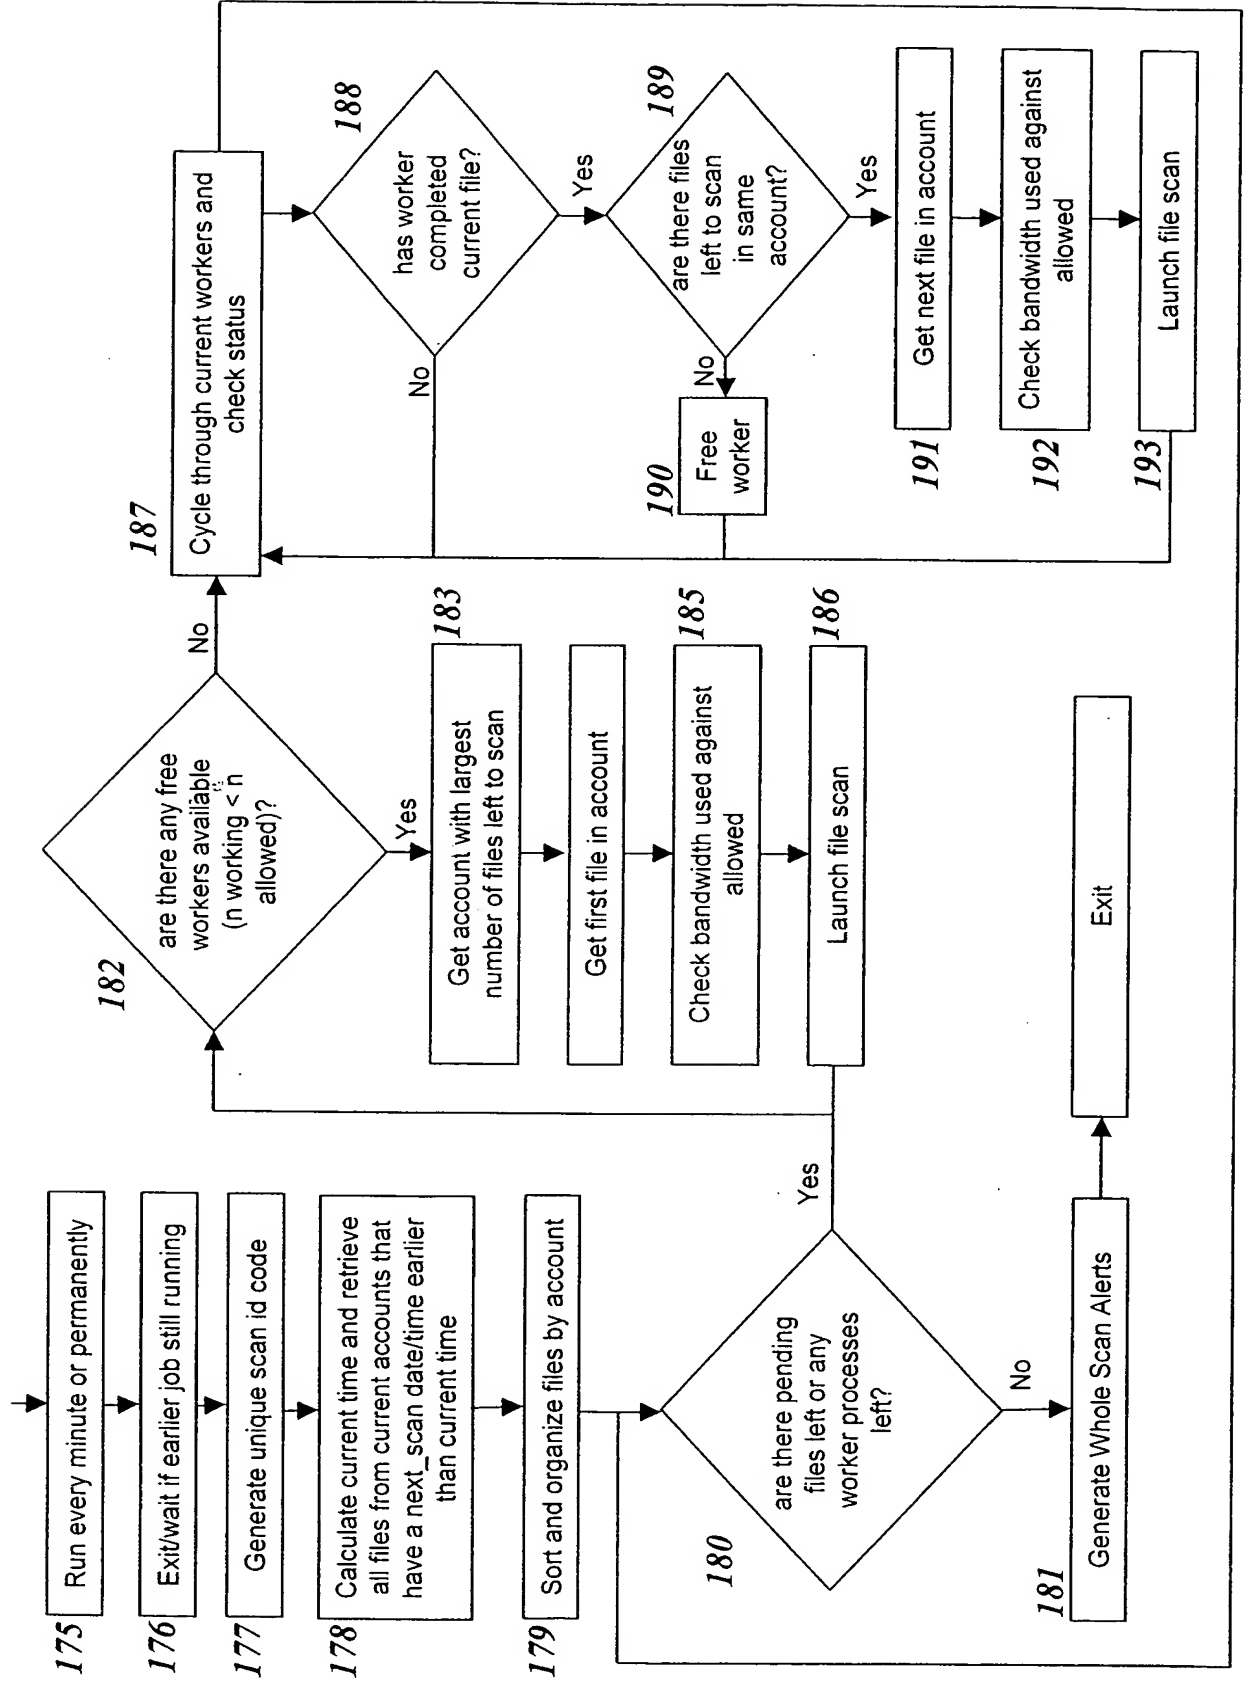 175
Run every minute or permanently
176
Exit/wait if earlier job still running
177
Generate unique scan id code
178
Calculate current time and retrieve
all files from current accounts that
have a next_scan date/time earlier
than current time
179
Sort and organize files by account
180
are there pending
files left or any
worker processes
left?
Yes
No
181
Generate Whole Scan Alerts
Exit
182
are there any free
workers available
(n working < n
allowed)?
No
Yes
183
Get account with largest
number of files left to scan
Get first file in account
185
Check bandwidth used against
allowed
186
Launch file scan
187
Cycle through current workers and
check status
188
has worker
completed
current file?
No
Yes
189
are there files
left to scan
in same
account?
No
Yes
190
Free
worker
191
Get next file in account
192
Check bandwidth used against
allowed
193
Launch file scan